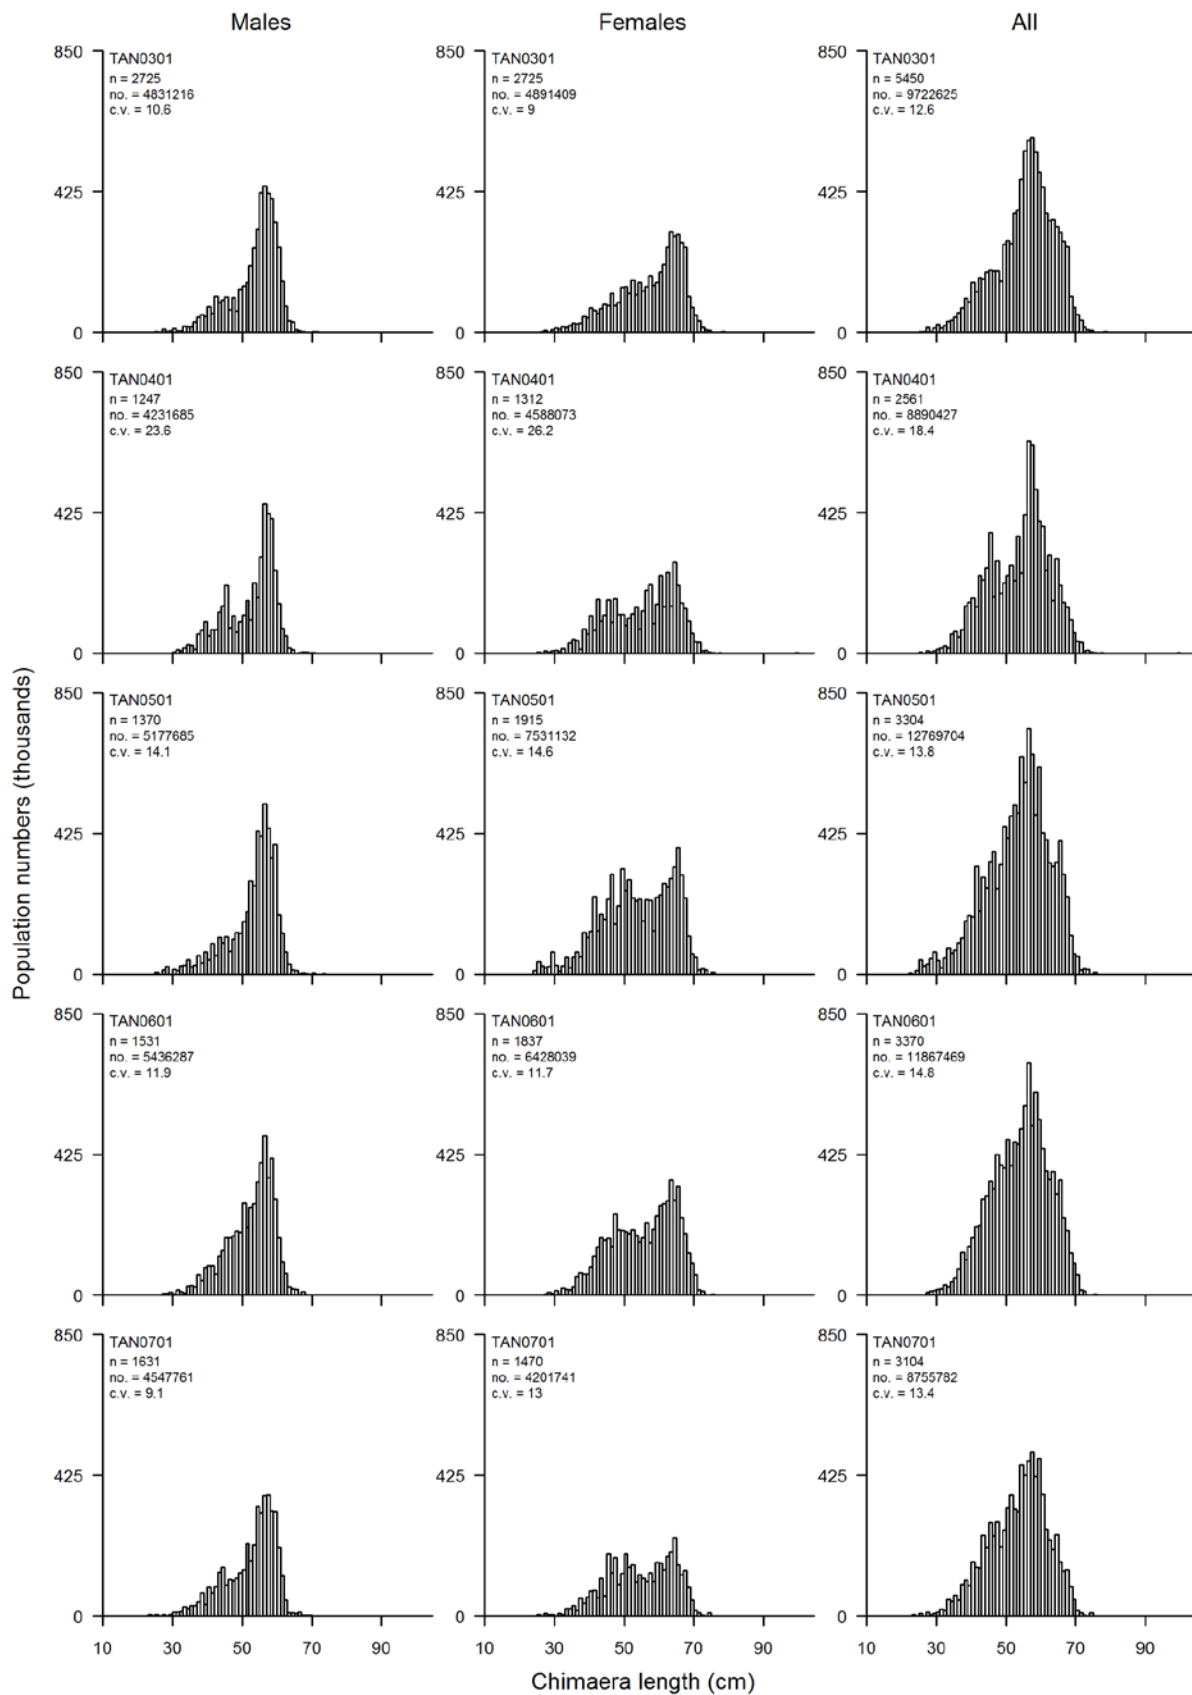 Males
Females
All
850
TAN0301
n = 2725
no. = 4831216
c.v. = 10.6
425
0
TAN0301
n = 2725
no. = 4891409
c.v. = 9
850
425
0
TAN0301
n = 5450
no. = 9722625
c.v. = 12.6
850
425
0
850
TAN0401
n = 1247
no. = 4231685
c.v. = 23.6
425
0
850
TAN0401
n = 1312
no. = 4588073
c.v. = 26.2
425
0
850
TAN0401
n = 2561
no. = 8890427
c.v. = 18.4
425
0
850
TAN0501
n = 1370
no. = 5177685
c.v. = 14.1
425
0
850
TAN0501
n = 1915
no. = 7531132
c.v. = 14.6
425
0
850
TAN0501
n = 3304
no. = 12769704
c.v. = 13.8
425
0
850
TAN0601
n = 1531
no. = 5436287
c.v. = 11.9
425
0
850
TAN0601
n = 1837
no. = 6428039
c.v. = 11.7
425
0
850
TAN0601
n = 3370
no. = 11867469
c.v. = 14.8
425
0
850
TAN0701
n = 1631
no. = 4547761
c.v. = 9.1
425
0
850
TAN0701
n = 1470
no. = 4201741
c.v. = 13
425
0
850
TAN0701
n = 3104
no. = 8755782
c.v. = 13.4
425
0
10 30 50 70 90
10 30 50 70 90
10 30 50 70 90
Population numbers (thousands)
Chimaera length (cm)